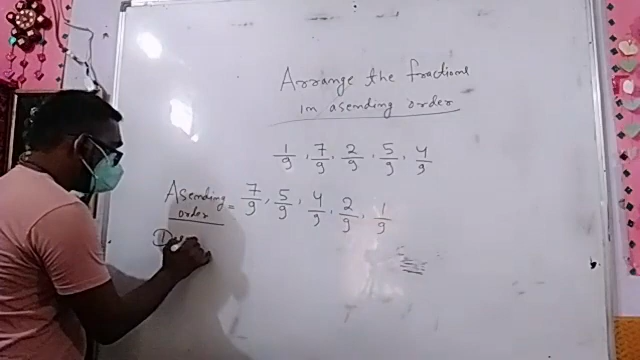 Arrange the fractions
in asending order
1/9, 7/9, 2/9, 5/9, 4/9
Asending order = 7/9, 5/9, 4/9, 2/9, 1/9
①